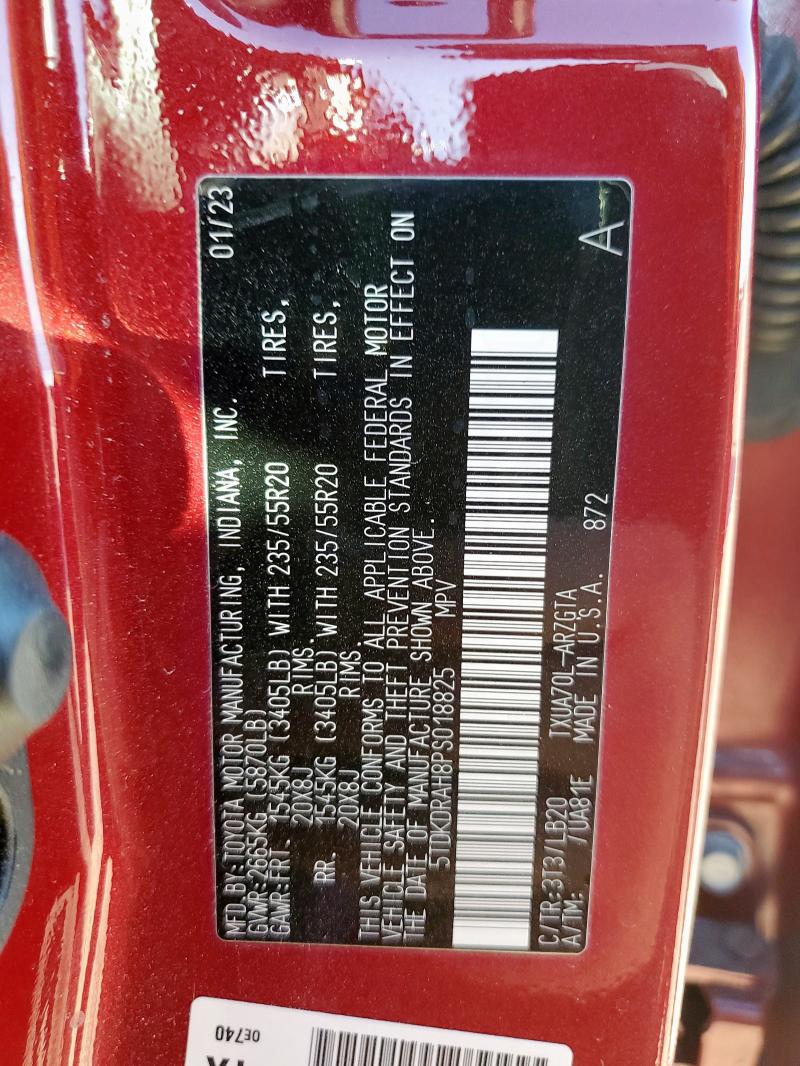 MFD.BY:TOYOTA MOTOR MANUFACTURING, INDIANA, INC. 01/23
GVWR:2665KG (5870LB)
GAWR:FRT. 1545KG (3405LB) WITH 235/55R20 TIRES,
20X8J RIMS.
RR. 1545KG (3405LB) WITH 235/55R20 TIRES,
20X8J RIMS
THIS VEHICLE CONFORMS TO ALL APPLICABLE FEDERAL MOTOR
VEHICLE SAFETY AND THEFT PREVENTION STANDARDS IN EFFECT ON
THE DATE OF MANUFACTURE SHOWN ABOVE.
5TDKDRAH8PS018825 MPV
C/TR:3T3/LB20 TXUA70L-ARZGTA A
A/TM: /UA81E MADE IN U.S.A. 872
0E740